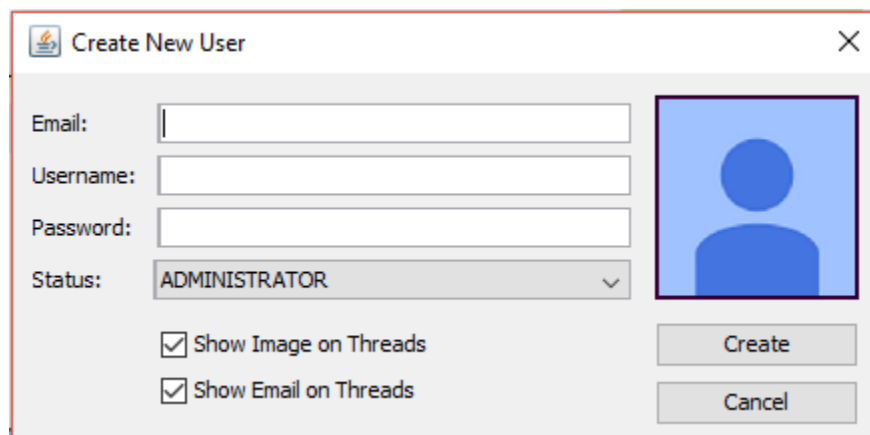 Create New User
Email:
Username:
Password:
Status: ADMINISTRATOR
Show Image on Threads
Create
Show Email on Threads
Cancel